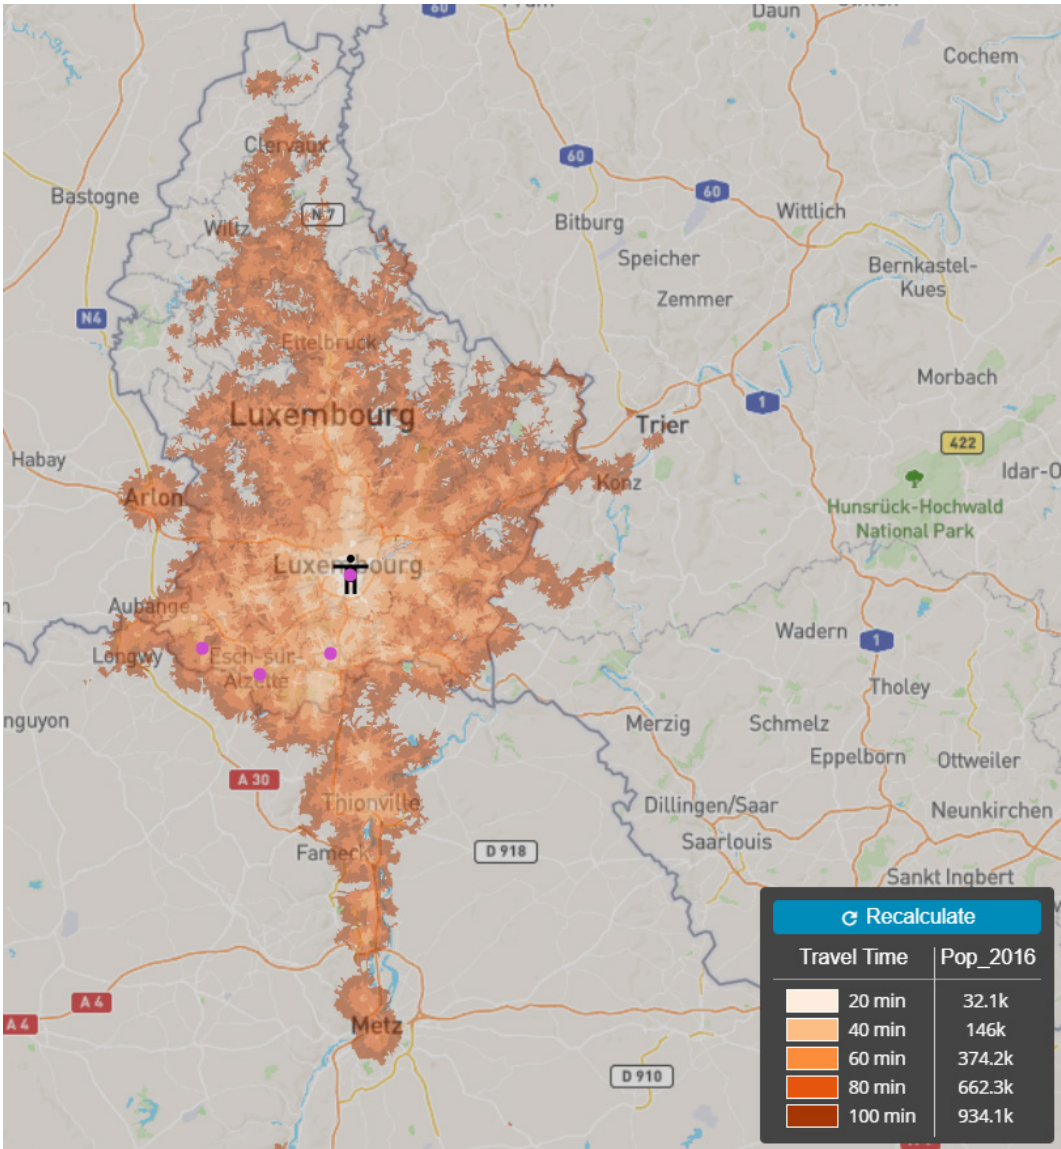 60
Daun
Cochem
Clervaux
60
Bastogne
60
N 7
Wittlich
Wiltz
Bitburg
Speicher
Bernkastel-
Kues
Zemmer
N4
Ettelbruck
Morbach
1
Luxembourg
Trier
422
Habay
Idar-O
Konz
Arlon
Hunsrück-Hochwald
National Park
Luxembourg
Aubange
Wadern
1
Longwy
Esch-sur-
Alzette
Tholey
nguyon
Merzig
Schmelz
Eppelborn
Ottweiler
A 30
Thionville
Dillingen/Saar
Neunkirchen
Saarlouis
Fameck
D 918
Sankt Ingbert
Recalculate
Travel Time Pop_2016
20 min 32.1k
40 min 146k
60 min 374.2k
80 min 662.3k
100 min 934.1k
A 4
A 4
Metz
D 910